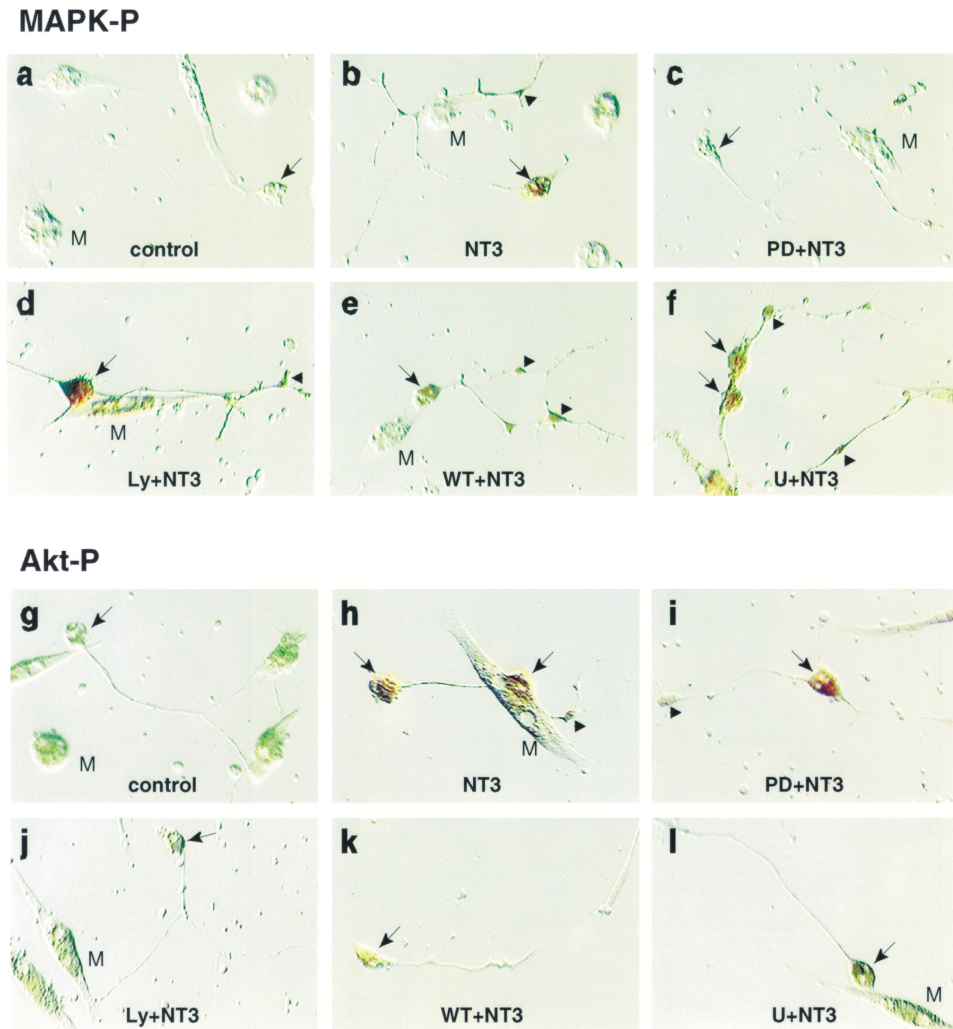 MAPK-P
a
M
control
b
M
NT3
c
M
PD+NT3
d
M
Ly+NT3
e
M
WT+NT3
f
U+NT3
Akt-P
g
M
control
h
M
NT3
i
PD+NT3
j
M
Ly+NT3
k
WT+NT3
l
M
U+NT3